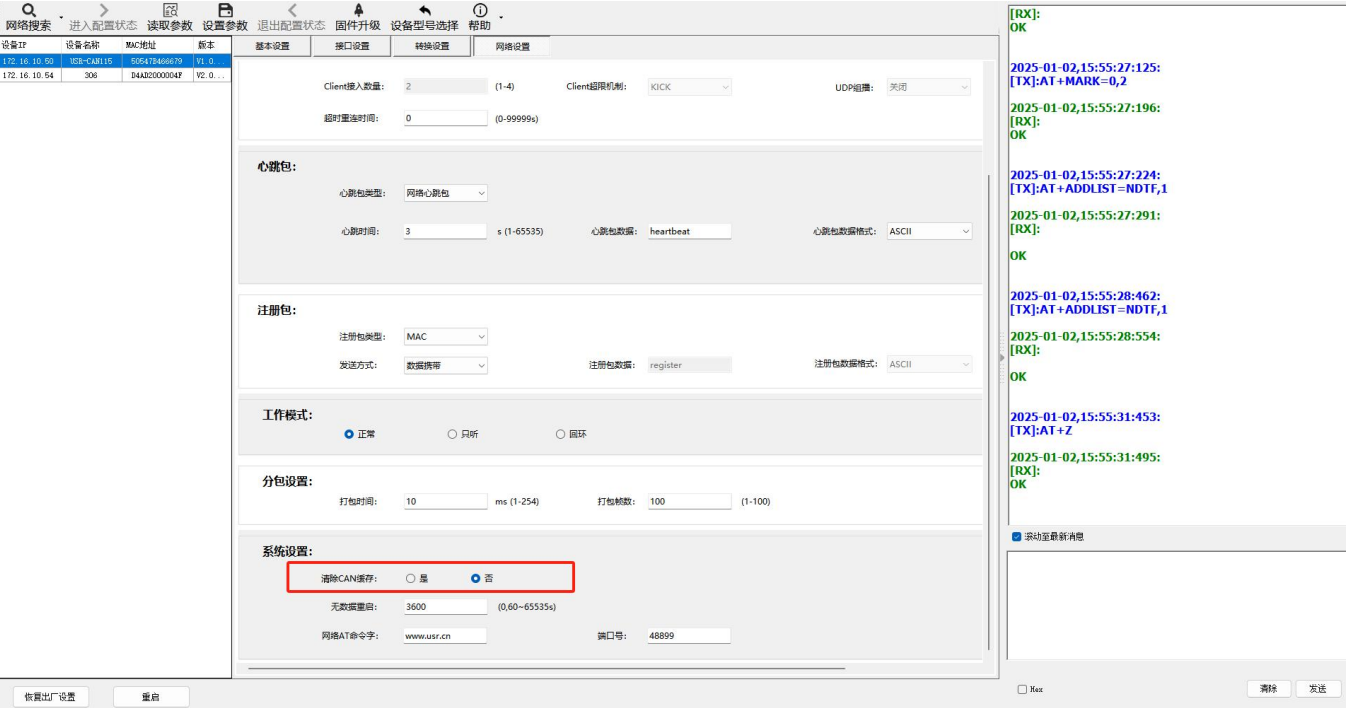 网络搜索 进入配置状态 读取参数 设置参数 退出配置状态 固件升级 设备型号选择 帮助
设备IP 设备名称 MAC地址 版本
172.16.10.50 USR-CAN115 50547B466679 V1.0...
172.16.10.54 306 D4AD2000004F V2.0...
基本设置 接口设置 转换设置 网络设置
Client接入数量: 2 (1-4) Client超限机制: KICK UDP组播: 关闭
超时重连时间: 0 (0-99999s)
心跳包:
心跳包类型: 网络心跳包
心跳时间: 3 s (1-65535) 心跳包数据: heartbeat 心跳包数据格式: ASCII
注册包:
注册包类型: MAC
发送方式: 数据携带 注册包数据: register 注册包数据格式: ASCII
工作模式:
正常 只听 回环
分包设置:
打包时间: 10 ms (1-254) 打包帧数: 100 (1-100)
系统设置:
清除CAN缓存: 是 否
无数据重启: 3600 (0,60~65535s)
网络AT命令字: www.usr.cn 端口号: 48899
恢复出厂设置 重启
[RX]:
OK
2025-01-02,15:55:27:125:
[TX]:AT+MARK=0,2
2025-01-02,15:55:27:196:
[RX]:
OK
2025-01-02,15:55:27:224:
[TX]:AT+ADDLIST=NDTF,1
2025-01-02,15:55:27:291:
[RX]:
OK
2025-01-02,15:55:28:462:
[TX]:AT+ADDLIST=NDTF,1
2025-01-02,15:55:28:554:
[RX]:
OK
2025-01-02,15:55:31:453:
[TX]:AT+Z
2025-01-02,15:55:31:495:
[RX]:
OK
滚动至最新消息
Hex 清除 发送